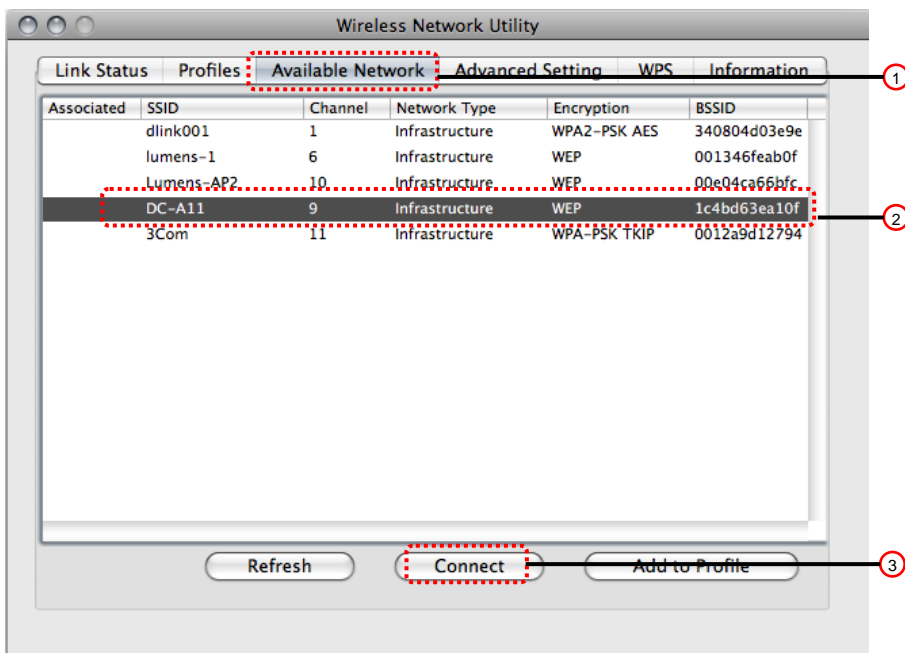 Wireless Network Utility
Link Status Profiles Available Network Advanced Setting WPS Information
1
Associated SSID Channel Network Type Encryption BSSID
dlink001 1 Infrastructure WPA2-PSK AES 340804d03e9e
lumens-1 6 Infrastructure WEP 001346feab0f
Lumens-AP2 10 Infrastructure WEP 00e04ca66bfc
DC-A11 9 Infrastructure WEP 1c4bd63ea10f
2
3Com 11 Infrastructure WPA-PSK TKIP 0012a9d12794
Refresh Connect Add to Profile
3